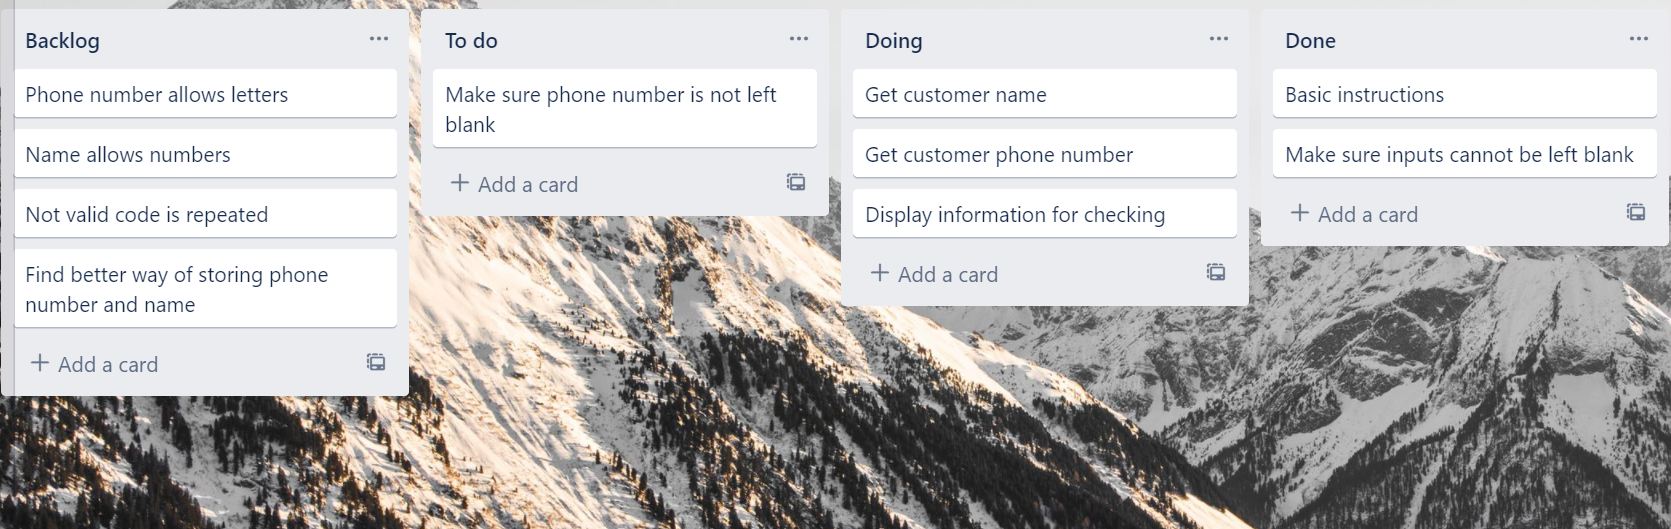 Backlog
Phone number allows letters
Name allows numbers
Not valid code is repeated
Find better way of storing phone
number and name
Add a card
To do
Make sure phone number is not left
blank
Add a card
Doing
Get customer name
Get customer phone number
Display information for checking
Add a card
Done
Basic instructions
Make sure inputs cannot be left blank
Add a card